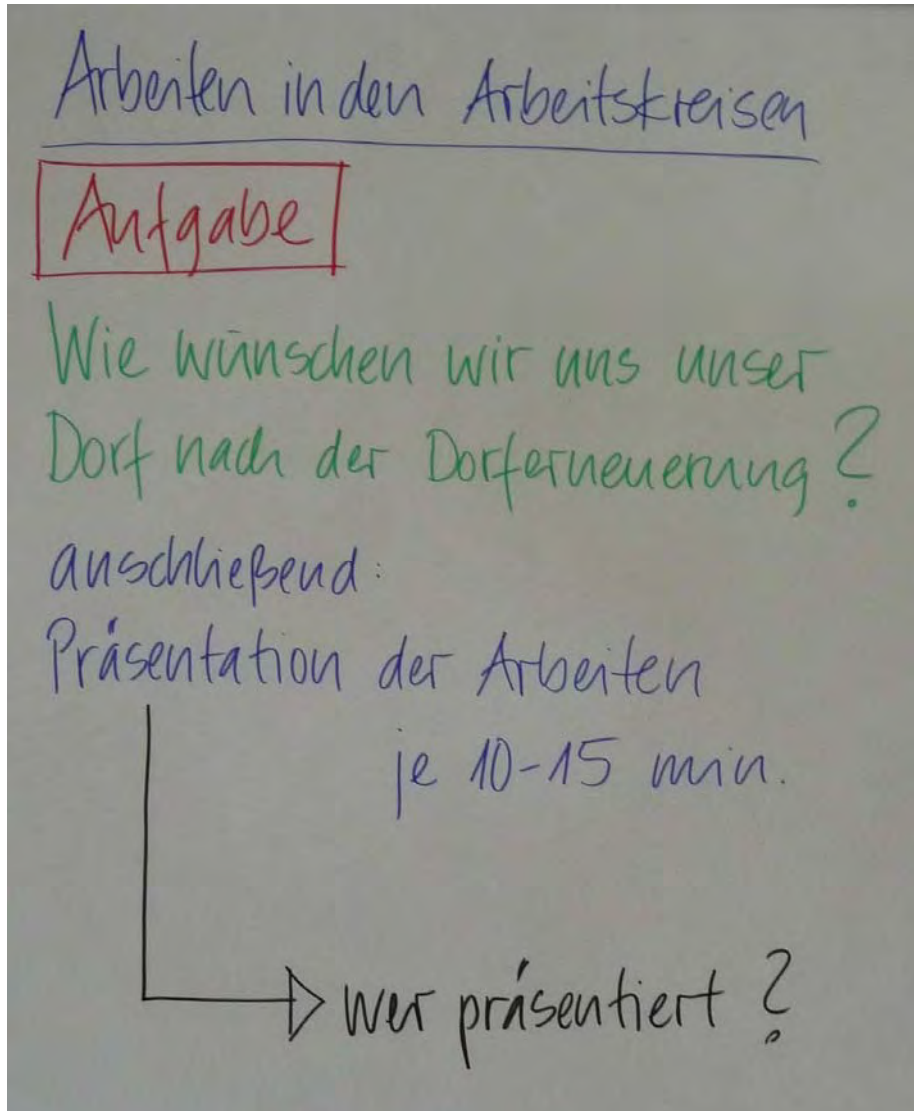 Arbeiten in den Arbeitskreisen
Aufgabe
Wie wünschen wir uns unser
Dorf nach der Dorferneuerung?
anschließend:
Präsentation der Arbeiten
je 10-15 min.
wer präsentiert?